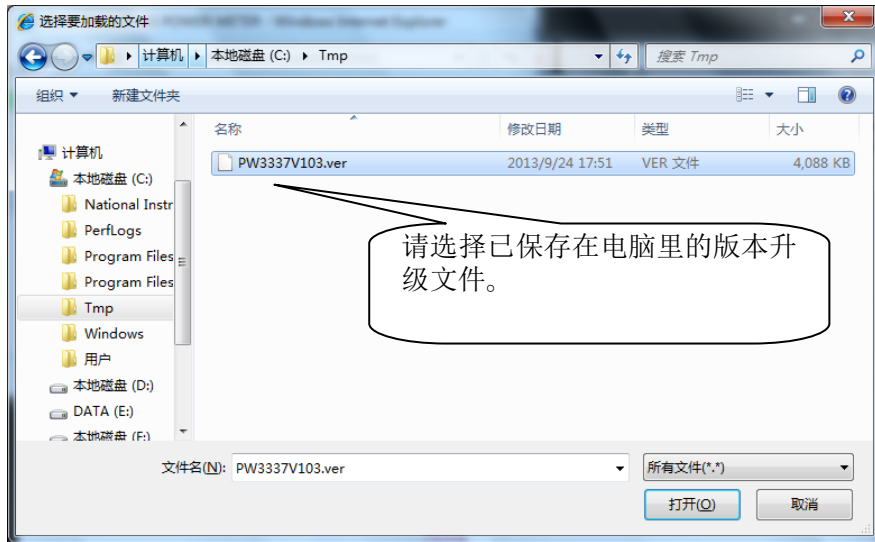 选择要加载的文件
计算机 本地磁盘 (C:) Tmp
搜索 Tmp
组织 新建文件夹
名称 修改日期 类型 大小
计算机
本地磁盘 (C:)
National Instr
PerfLogs
Program Files
Program Files
Tmp
Windows
用户
本地磁盘 (D:)
DATA (E:)
本地磁盘 (F:)
PW3337V103.ver 2013/9/24 17:51 VER 文件 4,088 KB
请选择已保存在电脑里的版本升
级文件。
文件名(N): PW3337V103.ver 所有文件(*.*)
打开(O) 取消